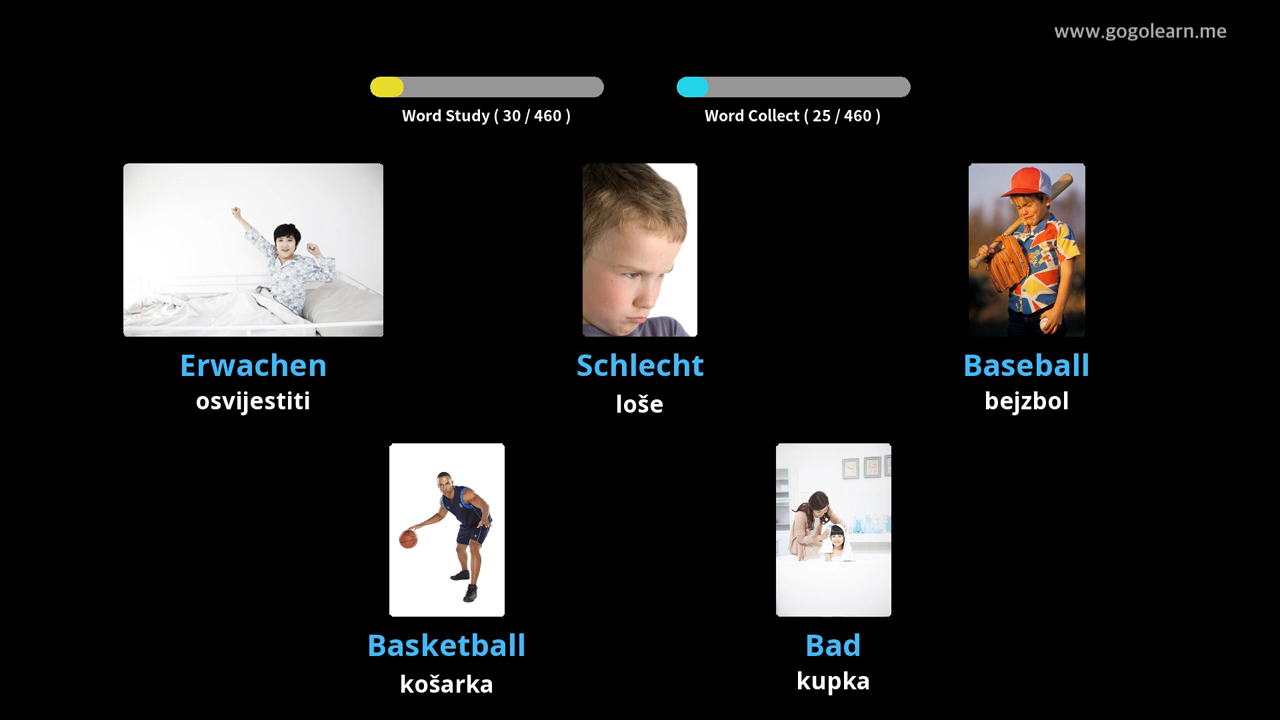 www.gogolearn.me
Word Study ( 30 / 460 )
Word Collect ( 25 / 460 )
Erwachen
osvijestiti
Schlecht
loše
Baseball
bejzbol
Basketball
košarka
Bad
kupka